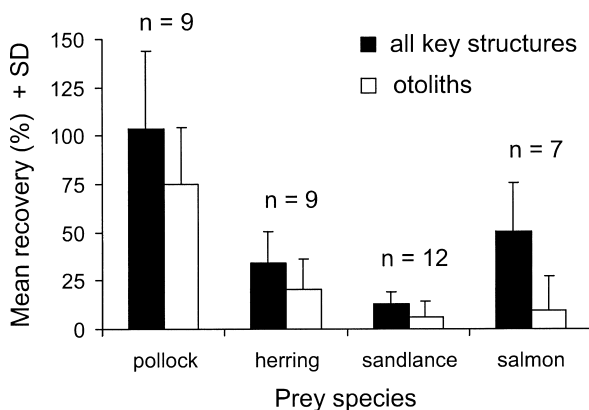 n = 9
150
125
100
75
50
25
0
Mean recovery (%) + SD
all key structures
otoliths
n = 9
n = 12
n = 7
pollock herring sandlance salmon
Prey species